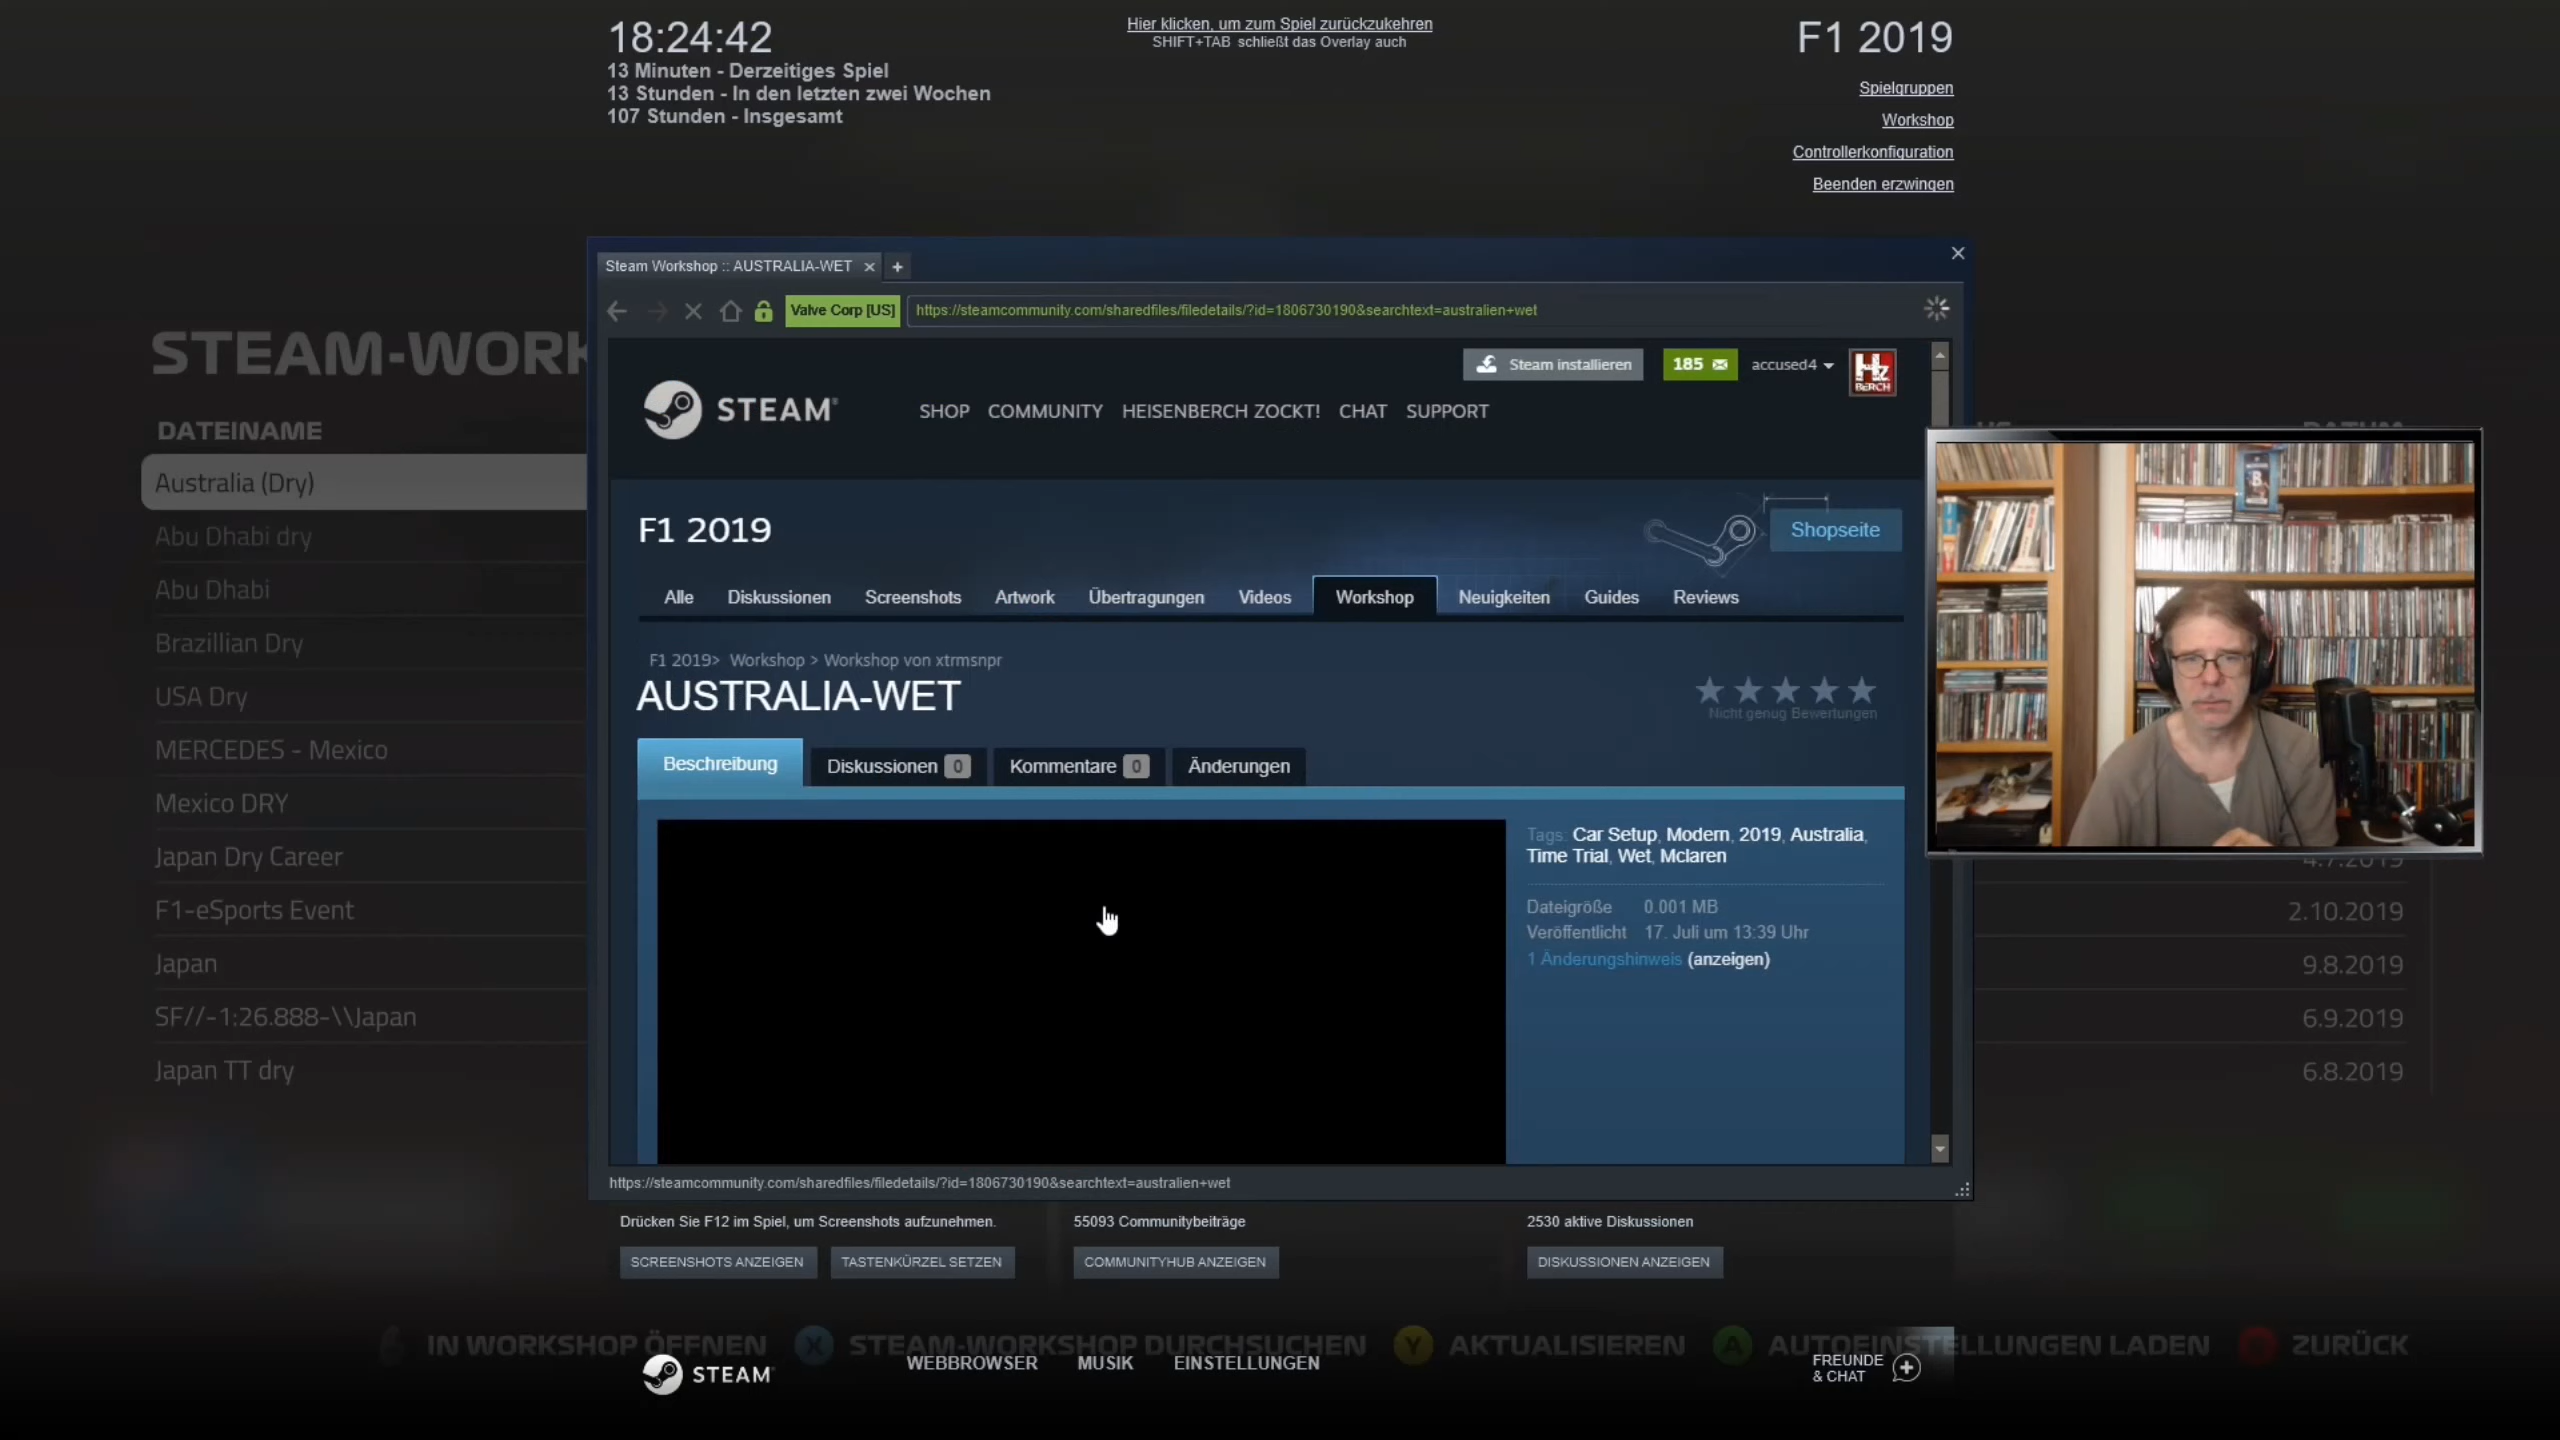 18:24:42
13 Minuten - Derzeitiges Spiel
13 Stunden - In den letzten zwei Wochen
107 Stunden - Insgesamt
Hier klicken, um zum Spiel zurückzukehren
SHIFT+TAB schließt das Overlay auch
F1 2019
Spielgruppen
Workshop
Controllerkonfiguration
Beenden erzwingen
Steam Workshop :: AUSTRALIA-WET
Valve Corp [US]
https://steamcommunity.com/sharedfiles/filedetails/?id=1806730190&searchtext=australien+wet
STEAM-WORK
DATEINAME
DATUM
Australia (Dry)
Abu Dhabi dry
Abu Dhabi
Brazillian Dry
USA Dry
MERCEDES - Mexico
Mexico DRY
Japan Dry Career
4.7.2019
F1-eSports Event
2.10.2019
Japan
9.8.2019
SF//-1:26.888-\\Japan
6.9.2019
Japan TT dry
6.8.2019
Steam installieren
185
accused4
Hz
BERCH
STEAM
SHOP COMMUNITY HEISENBERCH ZOCKT! CHAT SUPPORT
F1 2019
Shopseite
Alle Diskussionen Screenshots Artwork Übertragungen Videos Workshop Neuigkeiten Guides Reviews
F1 2019> Workshop > Workshop von xtrmsnpr
AUSTRALIA-WET
Nicht genug Bewertungen
Beschreibung Diskussionen 0 Kommentare 0 Änderungen
Tags: Car Setup, Modern, 2019, Australia,
Time Trial, Wet, Mclaren
Dateigröße 0.001 MB
Veröffentlicht 17. Juli um 13:39 Uhr
1 Änderungshinweis (anzeigen)
https://steamcommunity.com/sharedfiles/filedetails/?id=1806730190&searchtext=australien+wet
Drücken Sie F12 im Spiel, um Screenshots aufzunehmen.
55093 Communitybeiträge
2530 aktive Diskussionen
SCREENSHOTS ANZEIGEN
TASTENKÜRZEL SETZEN
COMMUNITYHUB ANZEIGEN
DISKUSSIONEN ANZEIGEN
IN WORKSHOP ÖFFNEN X STEAM-WORKSHOP DURCHSUCHEN Y AKTUALISIEREN A AUTOEINSTELLUNGEN LADEN ZURÜCK
STEAM
WEBBROWSER MUSIK EINSTELLUNGEN
FREUNDE
& CHAT